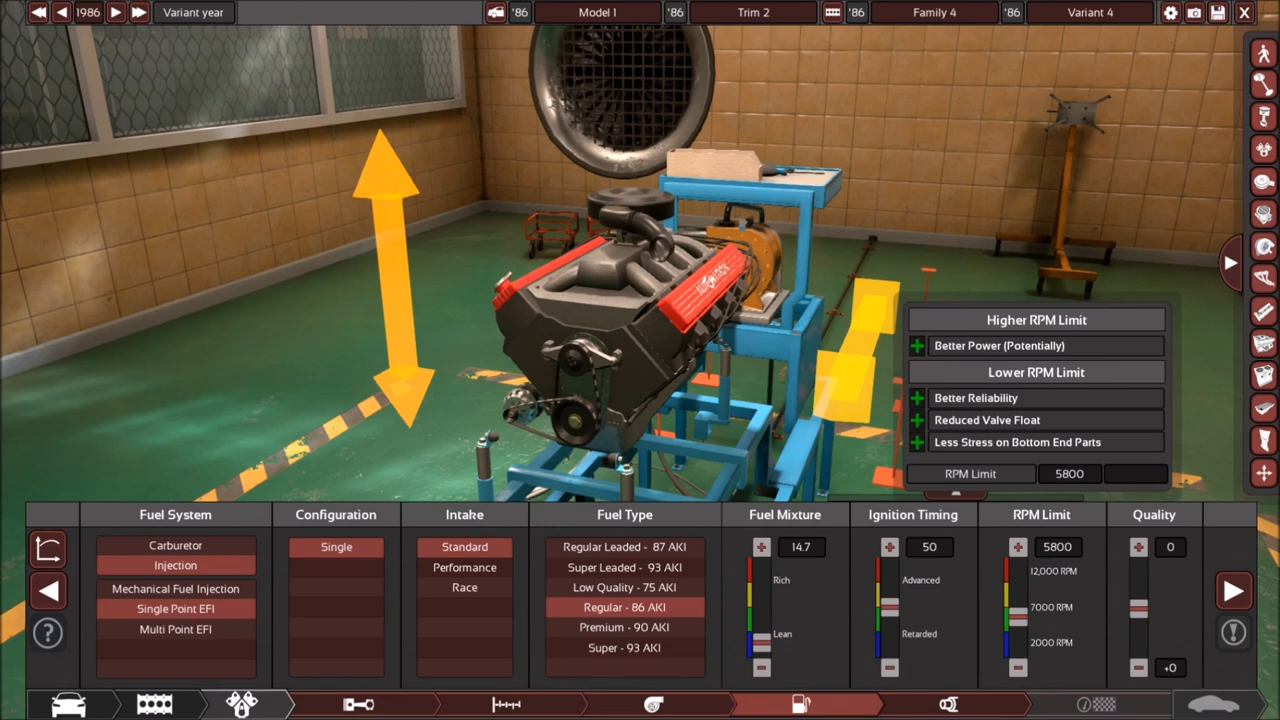 1986
Variant year
'86
Model 1
'86
Trim 2
'86
Family 4
'86
Variant 4
AUTOMATION
Higher RPM Limit
Better Power (Potentially)
Lower RPM Limit
Better Reliability
Reduced Valve Float
Less Stress on Bottom End Parts
RPM Limit
5800
Fuel System
Carburetor
Injection
Mechanical Fuel Injection
Single Point EFI
Multi Point EFI
Configuration
Single
Intake
Standard
Performance
Race
Fuel Type
Regular Leaded - 87 AKI
Super Leaded - 93 AKI
Low Quality - 75 AKI
Regular - 86 AKI
Premium - 90 AKI
Super - 93 AKI
Fuel Mixture
14.7
Rich
Lean
Ignition Timing
50
Advanced
Retarded
RPM Limit
5800
12,000 RPM
7000 RPM
2000 RPM
Quality
0
+0